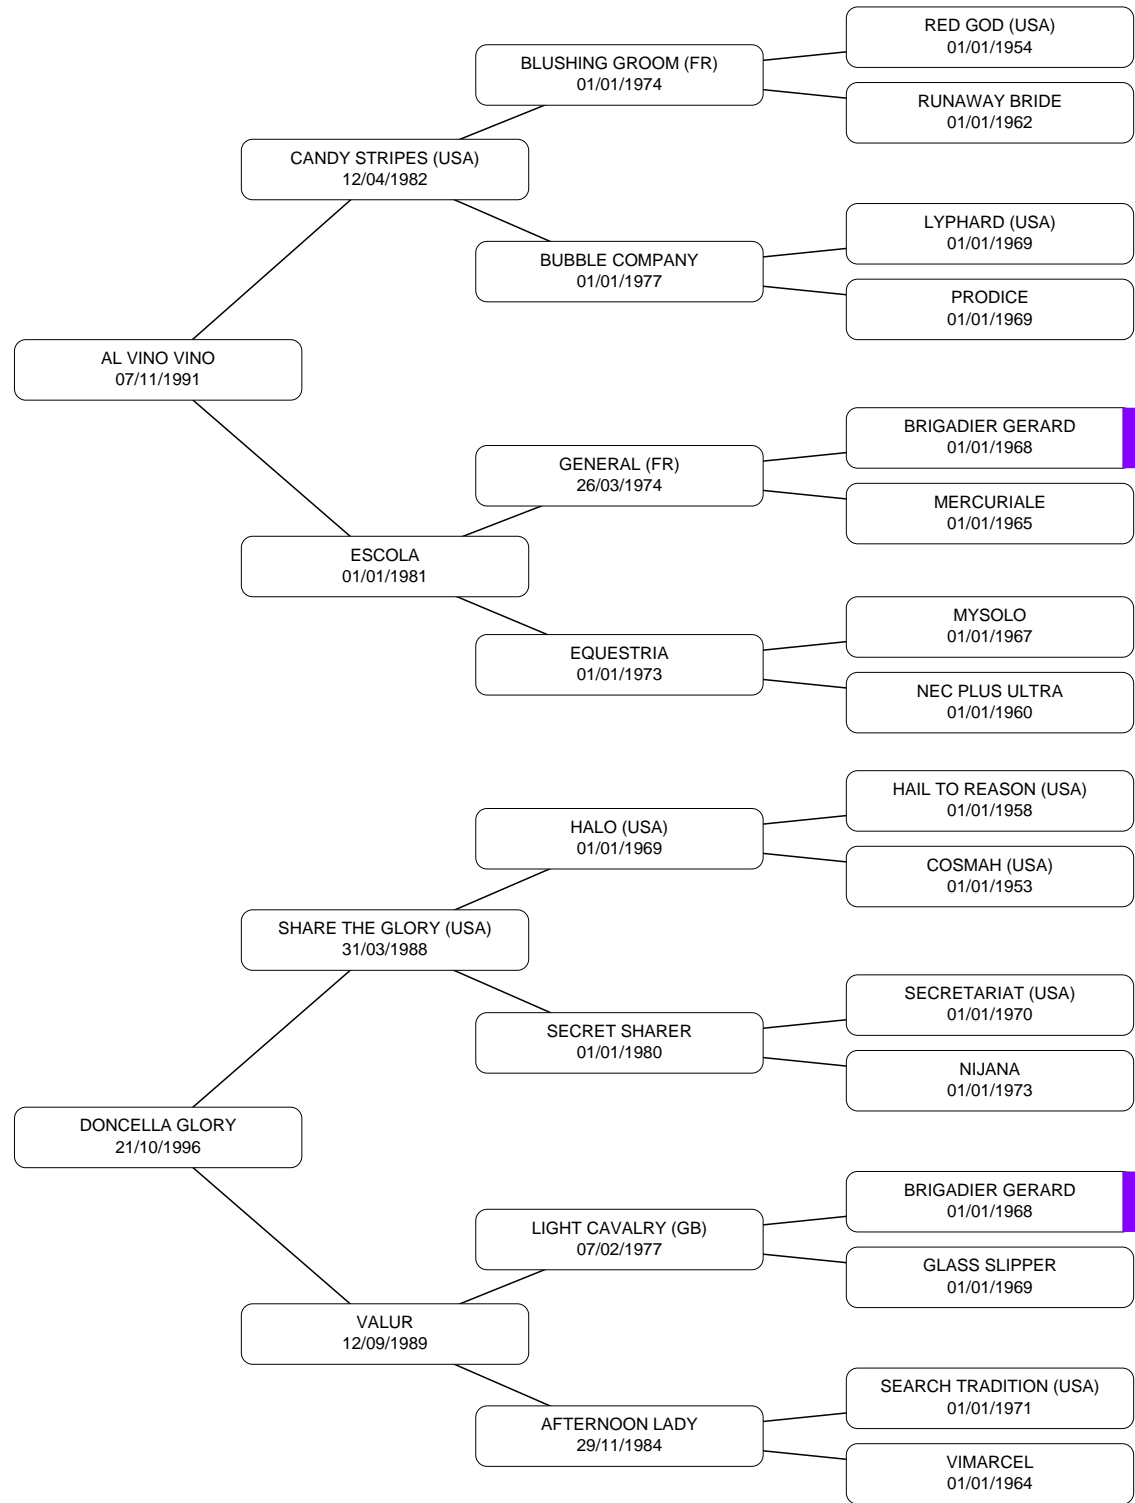 RED GOD (USA)
01/01/1954
BLUSHING GROOM (FR)
01/01/1974
RUNAWAY BRIDE
01/01/1962
CANDY STRIPES (USA)
12/04/1982
LYPHARD (USA)
01/01/1969
BUBBLE COMPANY
01/01/1977
PRODICE
01/01/1969
AL VINO VINO
07/11/1991
BRIGADIER GERARD
01/01/1968
GENERAL (FR)
26/03/1974
MERCURIALE
01/01/1965
ESCOLA
01/01/1981
MYSOLO
01/01/1967
EQUESTRIA
01/01/1973
NEC PLUS ULTRA
01/01/1960
HAIL TO REASON (USA)
01/01/1958
HALO (USA)
01/01/1969
COSMAH (USA)
01/01/1953
SHARE THE GLORY (USA)
31/03/1988
SECRETARIAT (USA)
01/01/1970
SECRET SHARER
01/01/1980
NIJANA
01/01/1973
DONCELLA GLORY
21/10/1996
BRIGADIER GERARD
01/01/1968
LIGHT CAVALRY (GB)
07/02/1977
GLASS SLIPPER
01/01/1969
VALUR
12/09/1989
SEARCH TRADITION (USA)
01/01/1971
AFTERNOON LADY
29/11/1984
VIMARCEL
01/01/1964